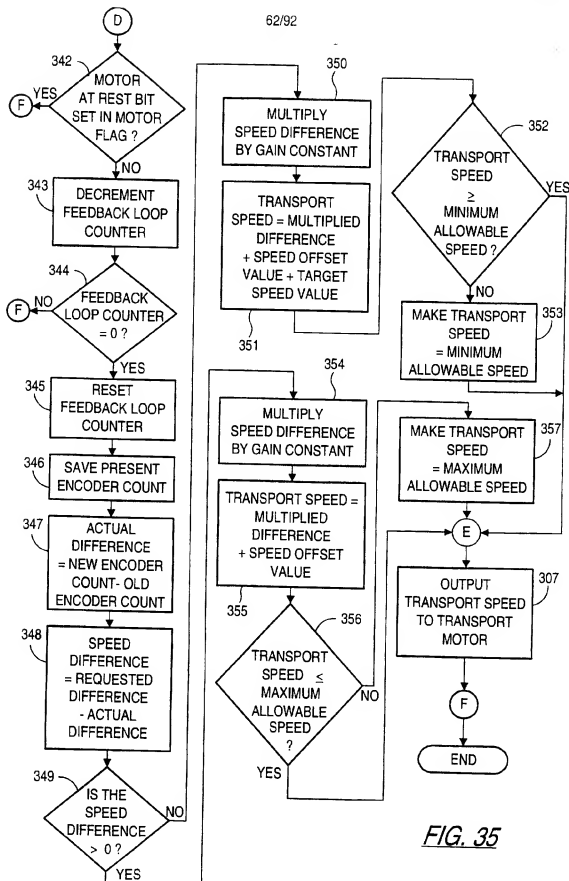 62/92
D
342
MOTOR
AT REST BIT
SET IN MOTOR
FLAG ?
YES
F
NO
343
DECREMENT
FEEDBACK LOOP
COUNTER
344
FEEDBACK
LOOP COUNTER
= 0 ?
NO
F
YES
345
RESET
FEEDBACK LOOP
COUNTER
346
SAVE PRESENT
ENCODER COUNT
347
ACTUAL
DIFFERENCE
= NEW ENCODER
COUNT- OLD
ENCODER COUNT
348
SPEED
DIFFERENCE
= REQUESTED
DIFFERENCE
- ACTUAL
DIFFERENCE
349
IS THE
SPEED
DIFFERENCE
> 0 ?
NO
YES
350
MULTIPLY
SPEED DIFFERENCE
BY GAIN CONSTANT
TRANSPORT
SPEED = MULTIPLIED
DIFFERENCE
+ SPEED OFFSET
VALUE + TARGET
SPEED VALUE
351
352
TRANSPORT
SPEED
≥
MINIMUM
ALLOWABLE
SPEED ?
YES
NO
353
MAKE TRANSPORT
SPEED
= MINIMUM
ALLOWABLE SPEED
354
MULTIPLY
SPEED DIFFERENCE
BY GAIN CONSTANT
TRANSPORT SPEED =
MULTIPLIED
DIFFERENCE
+ SPEED OFFSET
VALUE
355
356
TRANSPORT
SPEED ≤
MAXIMUM
ALLOWABLE
SPEED
?
NO
YES
357
MAKE TRANSPORT
SPEED
= MAXIMUM
ALLOWABLE SPEED
E
307
OUTPUT
TRANSPORT SPEED
TO TRANSPORT
MOTOR
F
END
FIG. 35